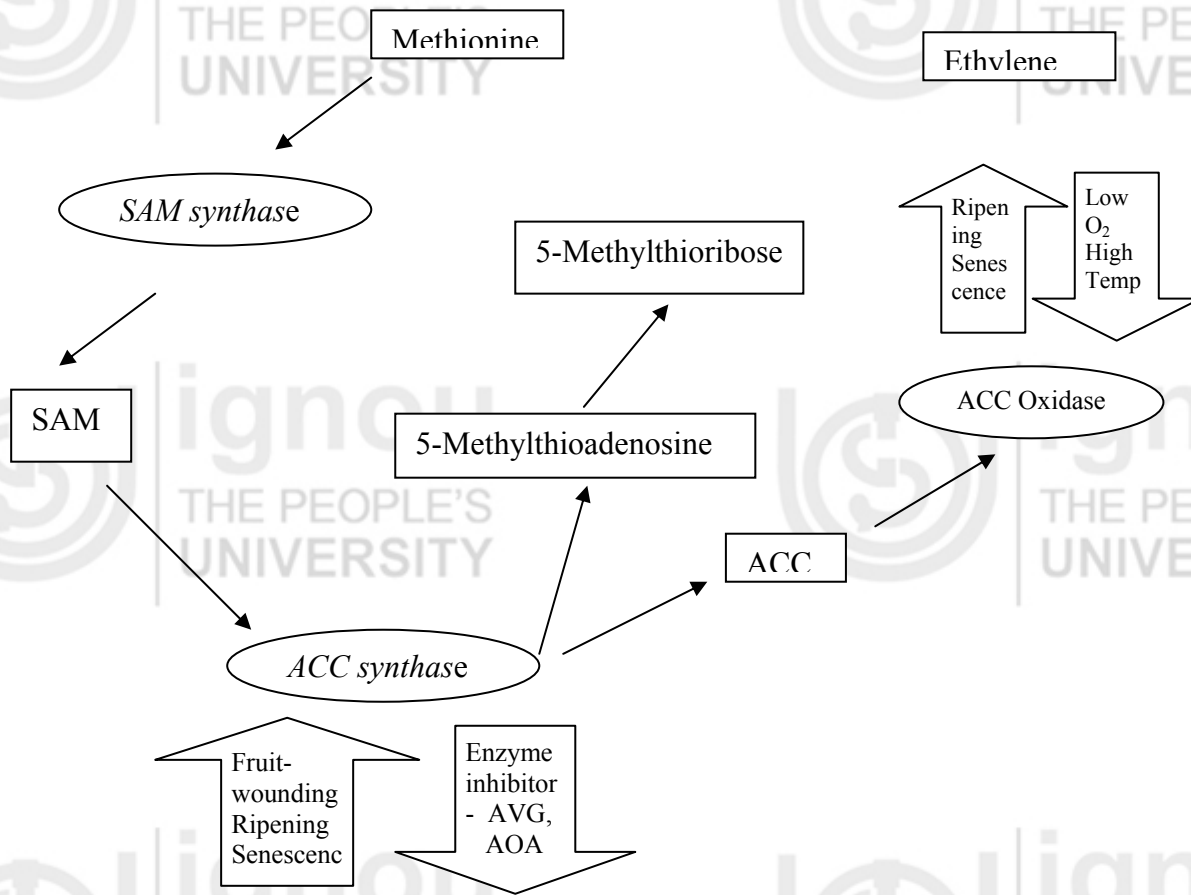 THE PEOPLE'S
UNIVERSITY
Methionine
THE PE
UNIVE
Ethylene
SAM synthase
5-Methylthioribose
Ripen
ing
Senes
cence
Low
O2
High
Temp
ignou
THE PEOPLE'S
UNIVERSITY
SAM
5-Methylthioadenosine
ACC Oxidase
ign
THE PE
UNIVE
ACC
ACC synthase
Fruit-
wounding
Ripening
Senescenc
Enzyme
inhibitor
- AVG,
AOA